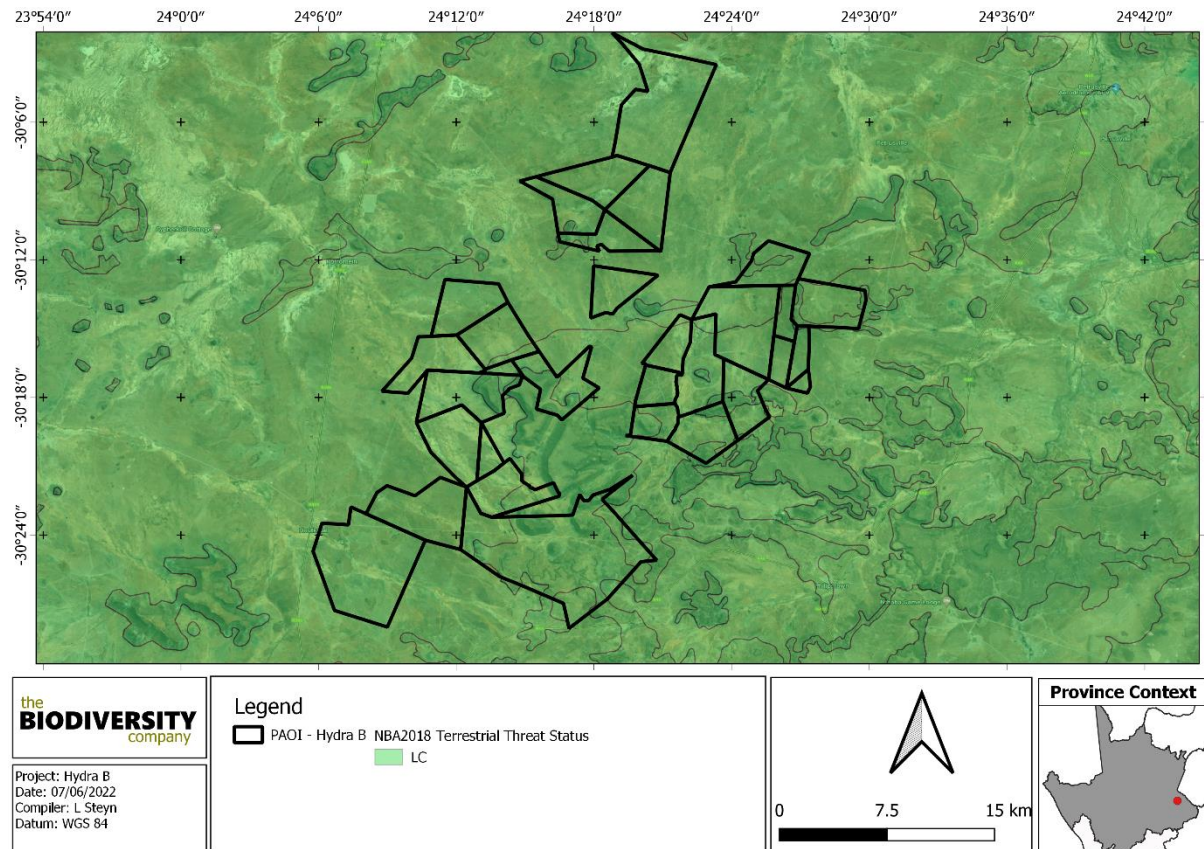 23°54′0″ 24°0′0″ 24°6′0″ 24°12′0″ 24°18′0″ 24°24′0″ 24°30′0″ 24°36′0″ 24°42′0″
-30°6′0″
-30°12′0″
-30°18′0″
-30°24′0″
the
BIODIVERSITY
company
Project: Hydra B
Date: 07/06/2022
Compiler: L Steyn
Datum: WGS 84
Legend
PAOI - Hydra B
NBA2018 Terrestrial Threat Status
LC
0 7.5 15 km
Province Context